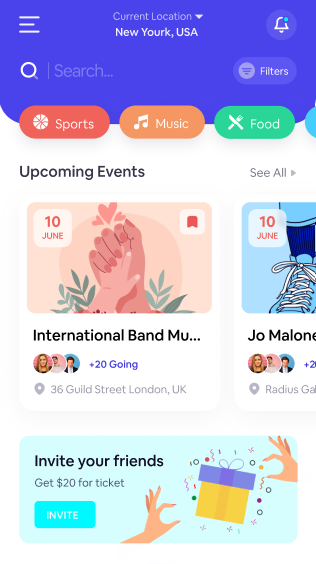 Current Location
New Yourk, USA
Search...
Filters
Sports
Music
Food
Upcoming Events
See All
10
JUNE
10
JUNE
International Band Mu...
Jo Malone
+20 Going
+20
36 Guild Street London, UK
Radius Gal
Invite your friends
Get $20 for ticket
INVITE